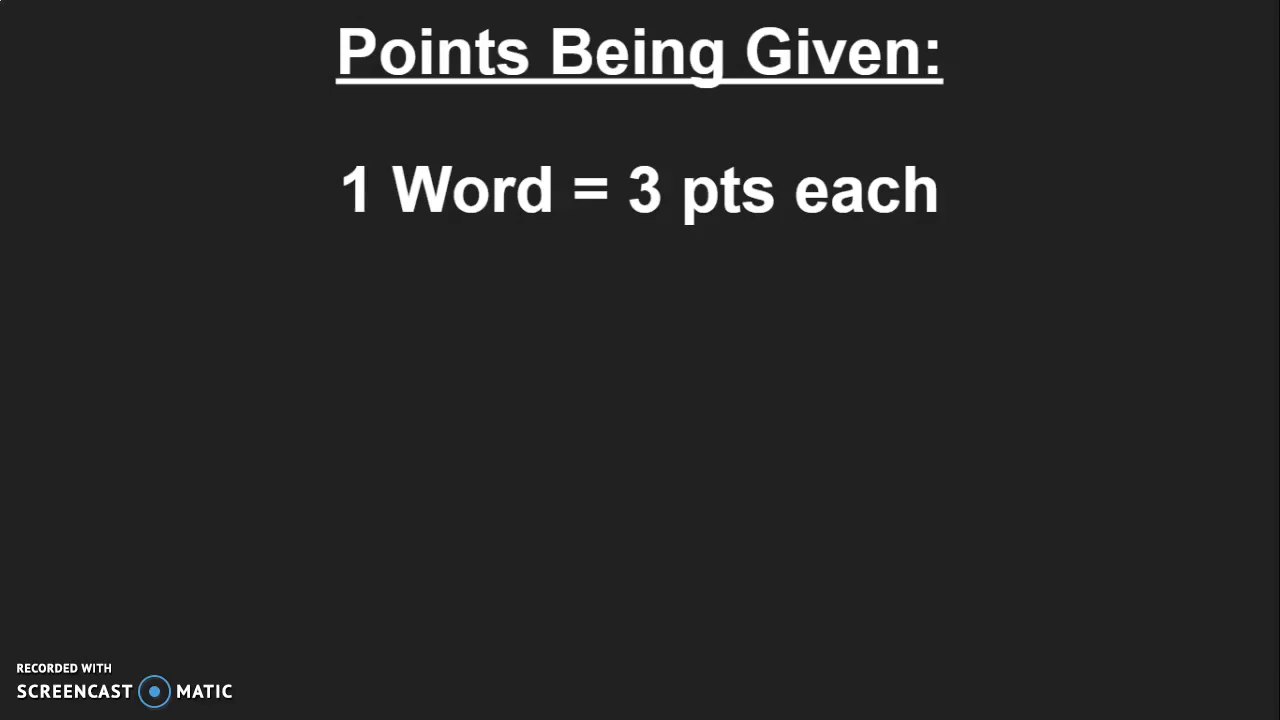 Points Being Given:
1 Word = 3 pts each
RECORDED WITH
SCREENCAST MATIC